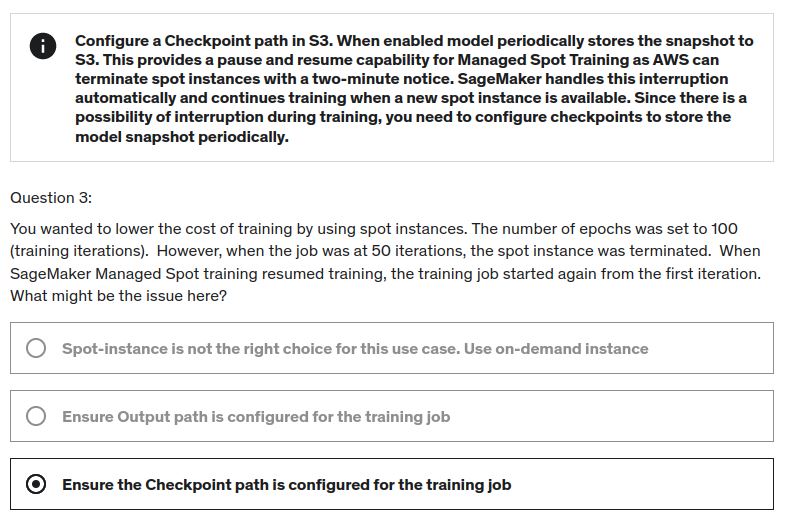 Configure a Checkpoint path in S3. When enabled model periodically stores the snapshot to
S3. This provides a pause and resume capability for Managed Spot Training as AWS can
terminate spot instances with a two-minute notice. SageMaker handles this interruption
automatically and continues training when a new spot instance is available. Since there is a
possibility of interruption during training, you need to configure checkpoints to store the
model snapshot periodically.
Question 3:
You wanted to lower the cost of training by using spot instances. The number of epochs was set to 100
(training iterations).  However, when the job was at 50 iterations, the spot instance was terminated.  When
SageMaker Managed Spot training resumed training, the training job started again from the first iteration.
What might be the issue here?
Spot-instance is not the right choice for this use case. Use on-demand instance
Ensure Output path is configured for the training job
Ensure the Checkpoint path is configured for the training job